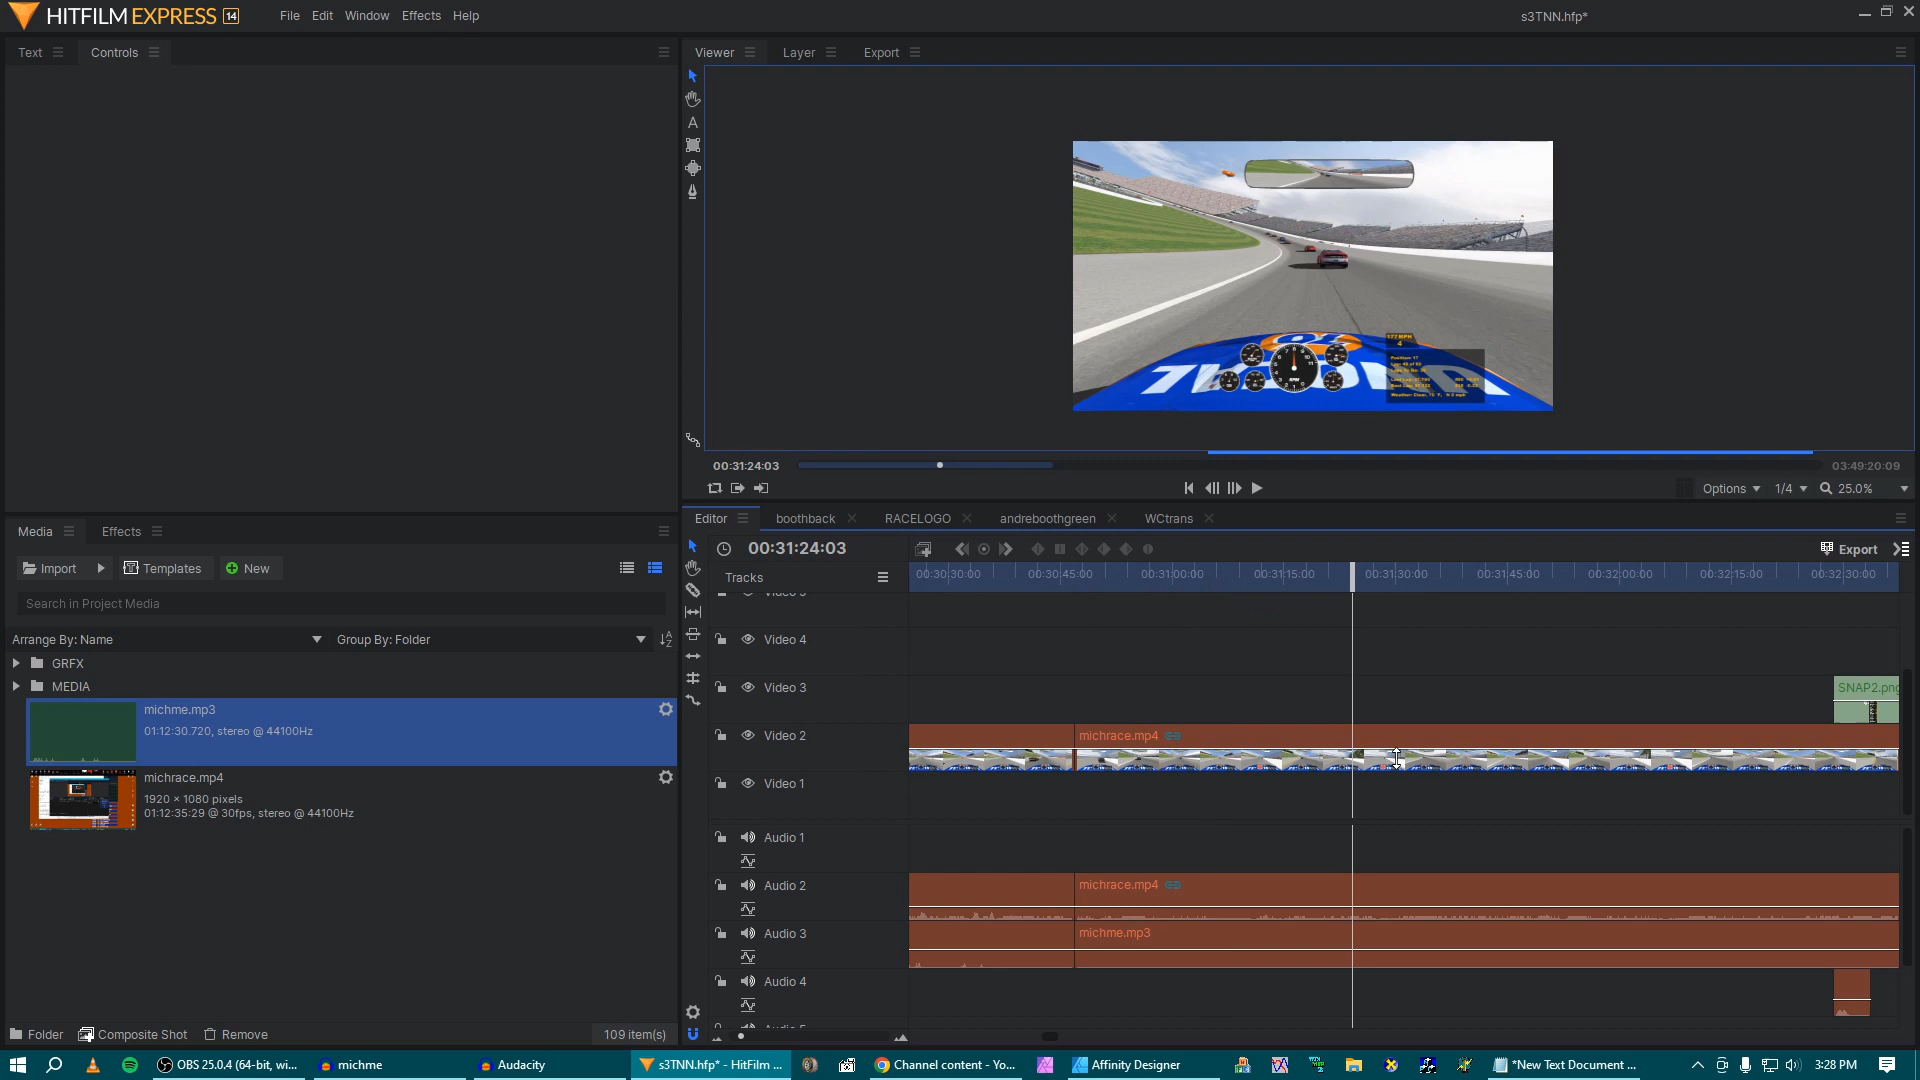 HITFILM EXPRESS 14
File Edit Window Effects Help
s3TNN.hfp*
Text Controls
Viewer Layer Export
177 MPH
4
Position: 17
00:31:24:03
03:49:20:09
Options 1/4 25.0%
Media Effects
Editor boothback RACELOGO andreboothgreen WCtrans
00:31:24:03
Export
Import Templates New
Tracks
00:30:30:00 00:30:45:00 00:31:00:00 00:31:15:00 00:31:30:00 00:31:45:00 00:32:00:00 00:32:15:00 00:32:30:00
Search in Project Media
Arrange By: Name Group By: Folder
GRFX
MEDIA
michme.mp3
01:12:30.720, stereo @ 44100Hz
michrace.mp4
1920 × 1080 pixels
01:12:35:29 @ 30fps, stereo @ 44100Hz
Video 4
Video 3 SNAP2.png
Video 2 michrace.mp4
Video 1
Audio 1
Audio 2 michrace.mp4
Audio 3 michme.mp3
Audio 4
Folder Composite Shot Remove 109 item(s)
OBS 25.0.4 (64-bit, wi... michme Audacity s3TNN.hfp* - HitFilm ... Channel content - Yo... Affinity Designer *New Text Document ... 3:28 PM